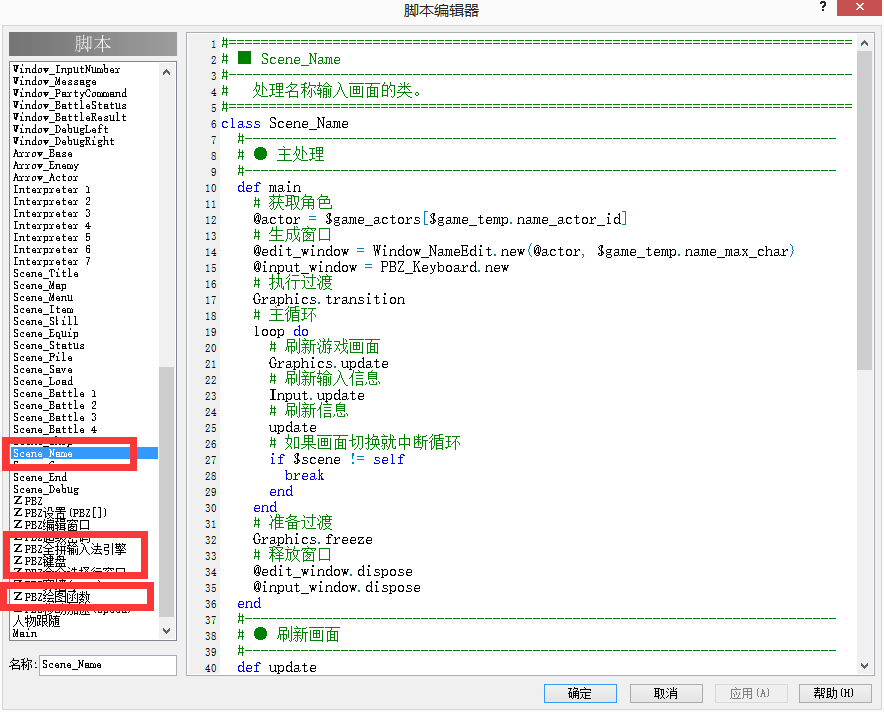 脚本编辑器
?
×
脚本
Window_InputNumber
Window_Message
Window_PartyCommand
Window_BattleStatus
Window_BattleResult
Window_DebugLeft
Window_DebugRight
Arrow_Base
Arrow_Enemy
Arrow_Actor
Interpreter 1
Interpreter 2
Interpreter 3
Interpreter 4
Interpreter 5
Interpreter 6
Interpreter 7
Scene_Title
Scene_Map
Scene_Menu
Scene_Item
Scene_Skill
Scene_Equip
Scene_Status
Scene_File
Scene_Save
Scene_Load
Scene_Battle 1
Scene_Battle 2
Scene_Battle 3
Scene_Battle 4
Scene_Name
Scene_End
Scene_Debug
Z PBZ
Z PBZ设置(PBZ[])
Z PBZ编辑窗口
Z PBZ全拼输入法引擎
Z PBZ键盘
Z PBZ绘图函数
人物跟随
Main
名称: Scene_Name
1 #==============================================================================
2 # ■ Scene_Name
3 #------------------------------------------------------------------------------
4 #  处理名称输入画面的类。
5 #==============================================================================
6 class Scene_Name
7 #--------------------------------------------------------------------------
8 # ● 主处理
9 #--------------------------------------------------------------------------
10 def main
11 # 获取角色
12 @actor = $game_actors[$game_temp.name_actor_id]
13 # 生成窗口
14 @edit_window = Window_NameEdit.new(@actor, $game_temp.name_max_char)
15 @input_window = PBZ_Keyboard.new
16 # 执行过渡
17 Graphics.transition
18 # 主循环
19 loop do
20 # 刷新游戏画面
21 Graphics.update
22 # 刷新输入信息
23 Input.update
24 # 刷新信息
25 update
26 # 如果画面切换就中断循环
27 if $scene != self
28 break
29 end
30 end
31 # 准备过渡
32 Graphics.freeze
33 # 释放窗口
34 @edit_window.dispose
35 @input_window.dispose
36 end
37 #--------------------------------------------------------------------------
38 # ● 刷新画面
39 #--------------------------------------------------------------------------
40 def update
确定
取消
应用(A)
帮助(H)